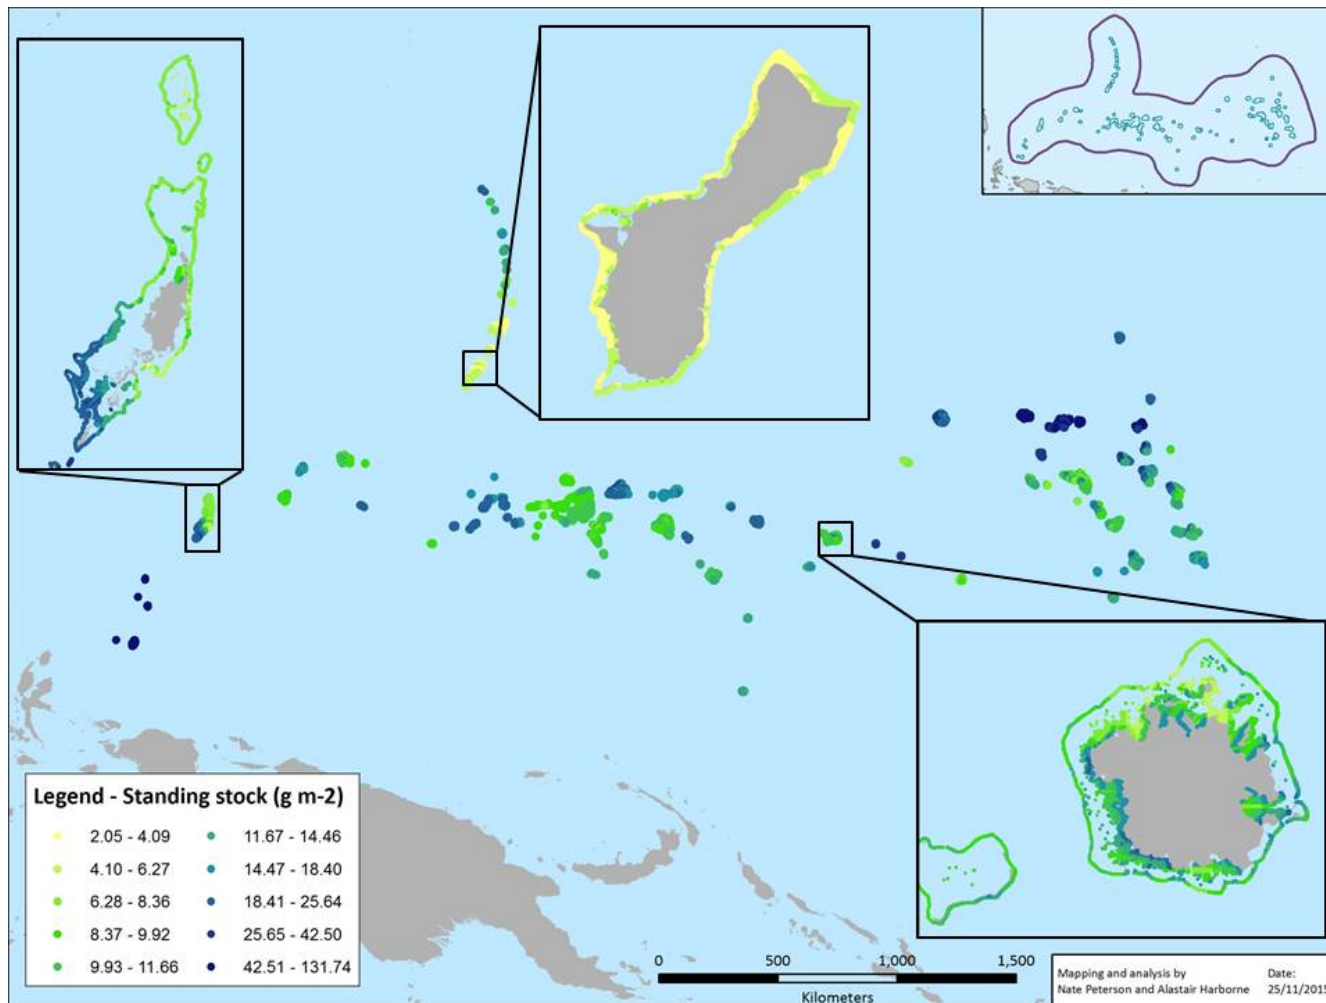 Legend - Standing stock (g m-2)
2.05 - 4.09
4.10 - 6.27
6.28 - 8.36
8.37 - 9.92
9.93 - 11.66
11.67 - 14.46
14.47 - 18.40
18.41 - 25.64
25.65 - 42.50
42.51 - 131.74
0 500 1,000 1,500
Kilometers
Mapping and analysis by
Nate Peterson and Alastair Harborne
Date:
25/11/2015